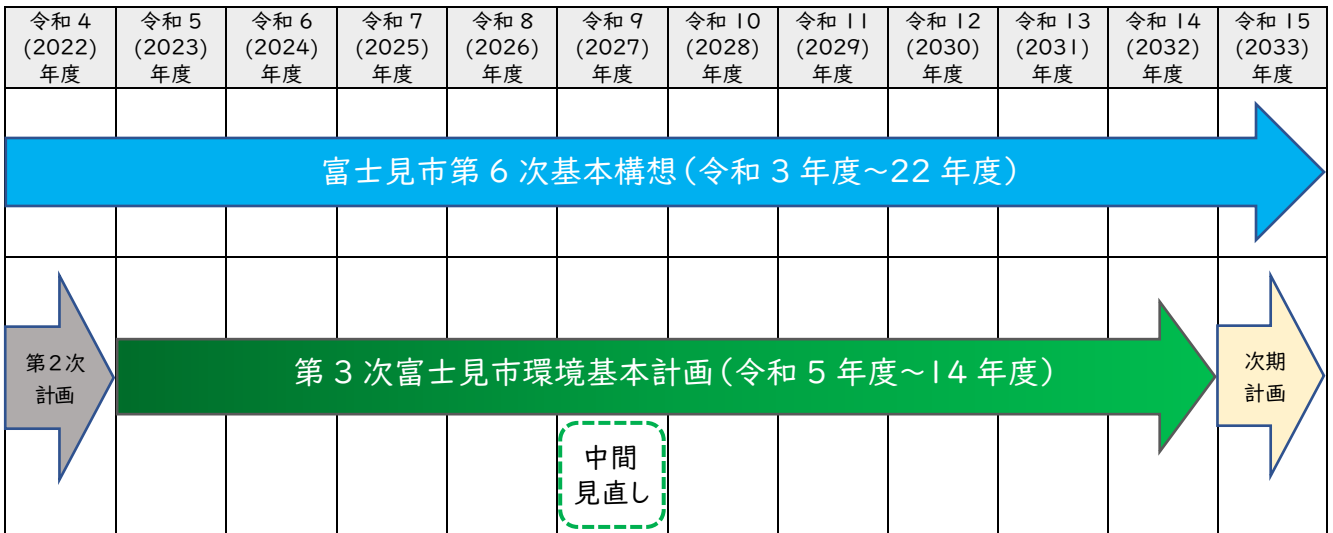 令和 4
(2022)
年度
令和 5
(2023)
年度
令和 6
(2024)
年度
令和 7
(2025)
年度
令和 8
(2026)
年度
令和 9
(2027)
年度
令和 10
(2028)
年度
令和 11
(2029)
年度
令和 12
(2030)
年度
令和 13
(2031)
年度
令和 14
(2032)
年度
令和 15
(2033)
年度
富士見市第 6 次基本構想(令和 3 年度～22 年度)
第2次
計画
第 3 次富士見市環境基本計画(令和 5 年度～14 年度)
次期
計画
中間
見直し